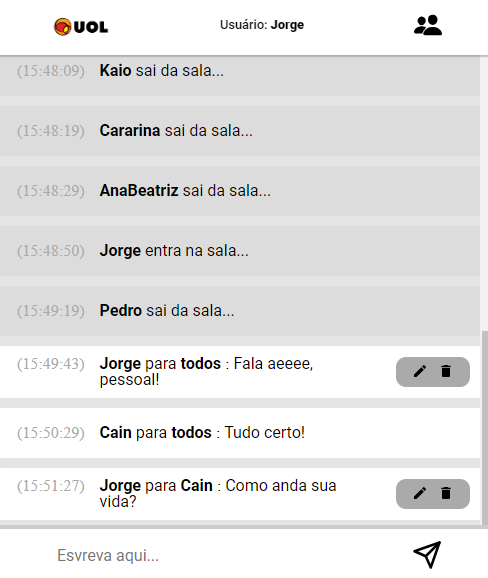 UOL
Usuário: Jorge
(15:48:09) Kaio sai da sala...
(15:48:19) Cararina sai da sala...
(15:48:29) AnaBeatriz sai da sala...
(15:48:50) Jorge entra na sala...
(15:49:19) Pedro sai da sala...
(15:49:43) Jorge para todos : Fala aeeee,
pessoal!
(15:50:29) Cain para todos : Tudo certo!
(15:51:27) Jorge para Cain : Como anda sua
vida?
Esvreva aqui...